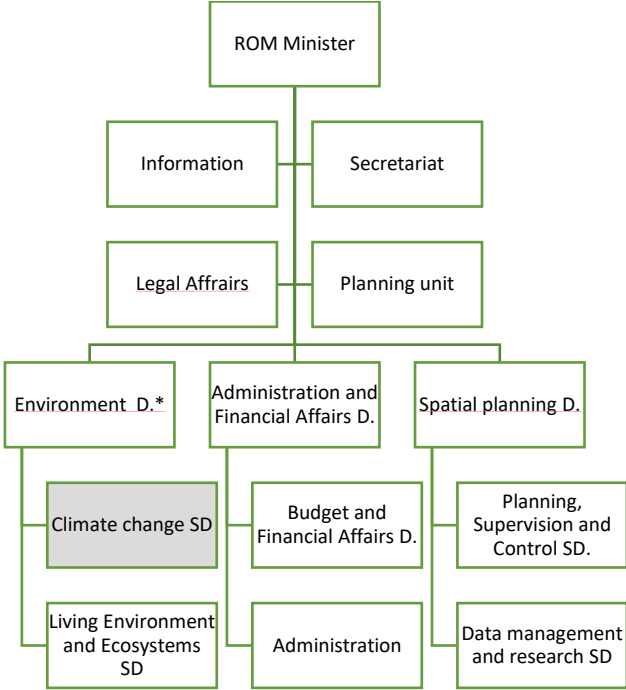 ROM Minister
Information
Secretariat
Legal Affrairs
Planning unit
Environment  D.*
Administration and
Financial Affairs D.
Spatial planning D.
Climate change SD
Budget and
Financial Affairs D.
Planning,
Supervision and
Control SD.
Living Environment
and Ecosystems
SD
Administration
Data management
and research SD